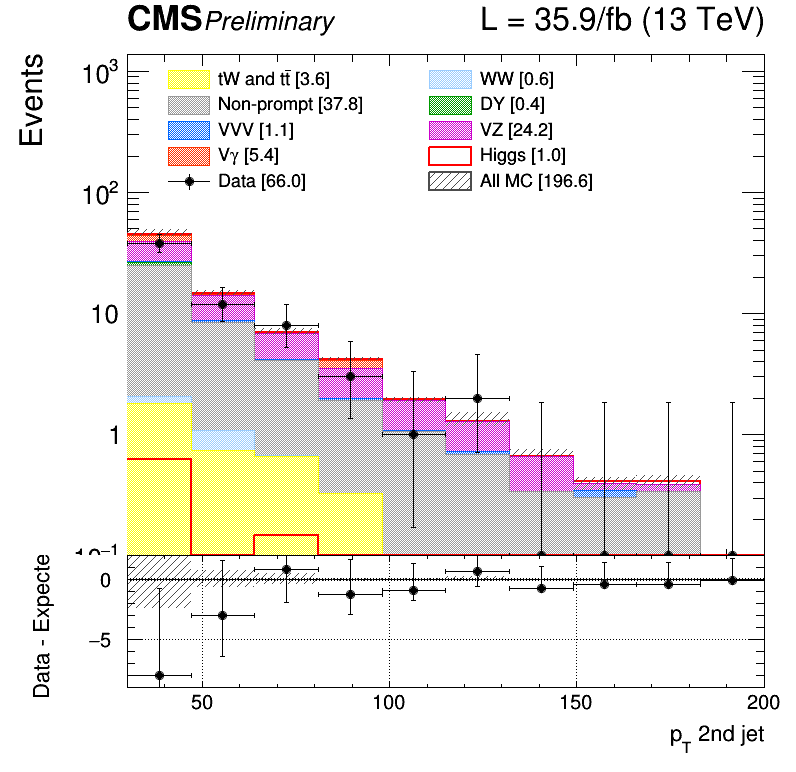 CMS Preliminary L = 35.9/fb (13 TeV)
Events
10³
10²
10
1
10⁻¹
tW and tt̄ [3.6]
Non-prompt [37.8]
VVV [1.1]
Vγ [5.4]
Data [66.0]
WW [0.6]
DY [0.4]
VZ [24.2]
Higgs [1.0]
All MC [196.6]
Data - Expecte
0
−5
50 100 150 200
p_T 2nd jet